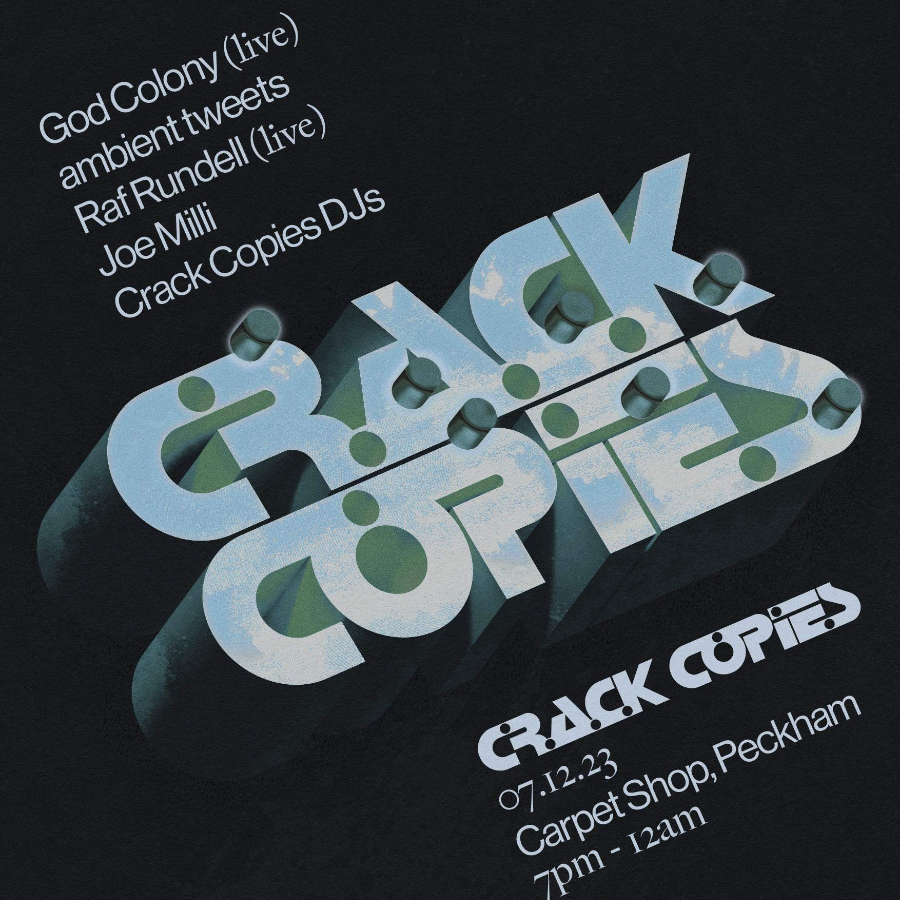 God Colony (live)
ambient tweets
Raf Rundell (live)
Joe Milli
Crack Copies DJs
CRACK
COPIES
CRACK COPIES
07.12.23
Carpet Shop, Peckham
7pm - 12am